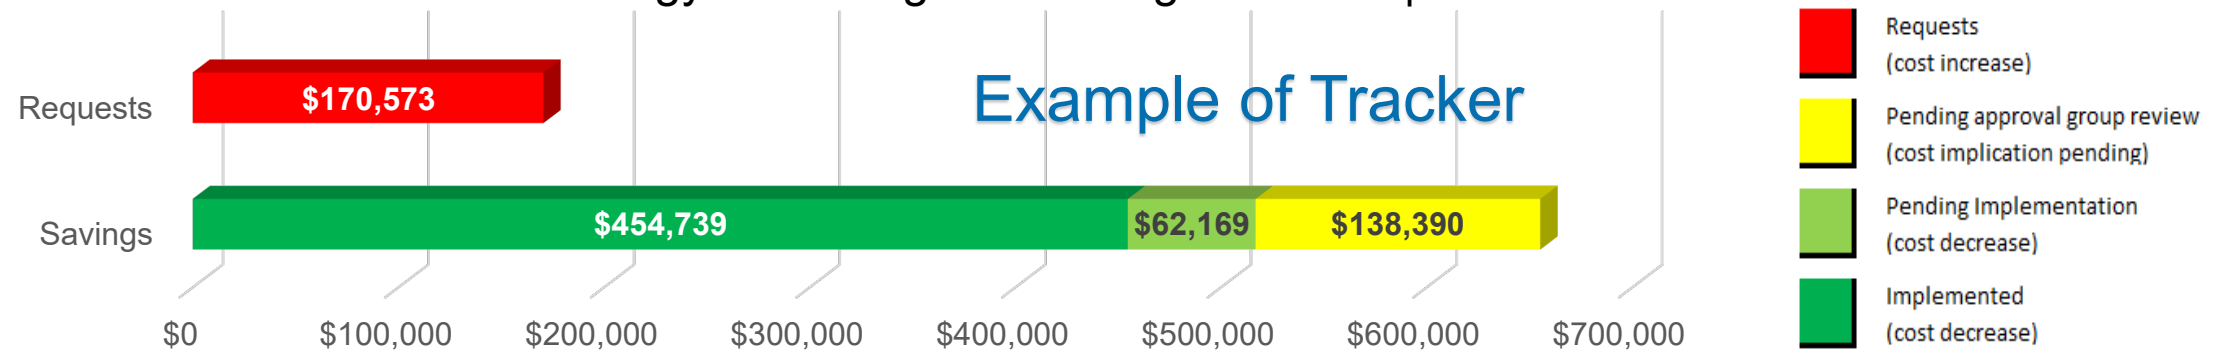 Example of Tracker
Requests
$170,573
Savings
$454,739
$62,169
$138,390
$0
$100,000
$200,000
$300,000
$400,000
$500,000
$600,000
$700,000
Requests
(cost increase)
Pending approval group review
(cost implication pending)
Pending Implementation
(cost decrease)
Implemented
(cost decrease)